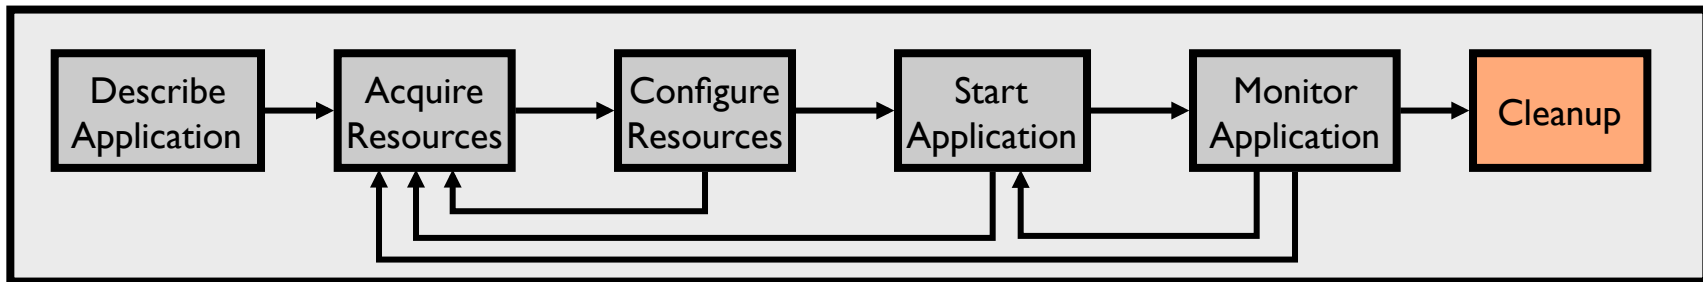 Describe
Application
Acquire
Resources
Configure
Resources
Start
Application
Monitor
Application
Cleanup